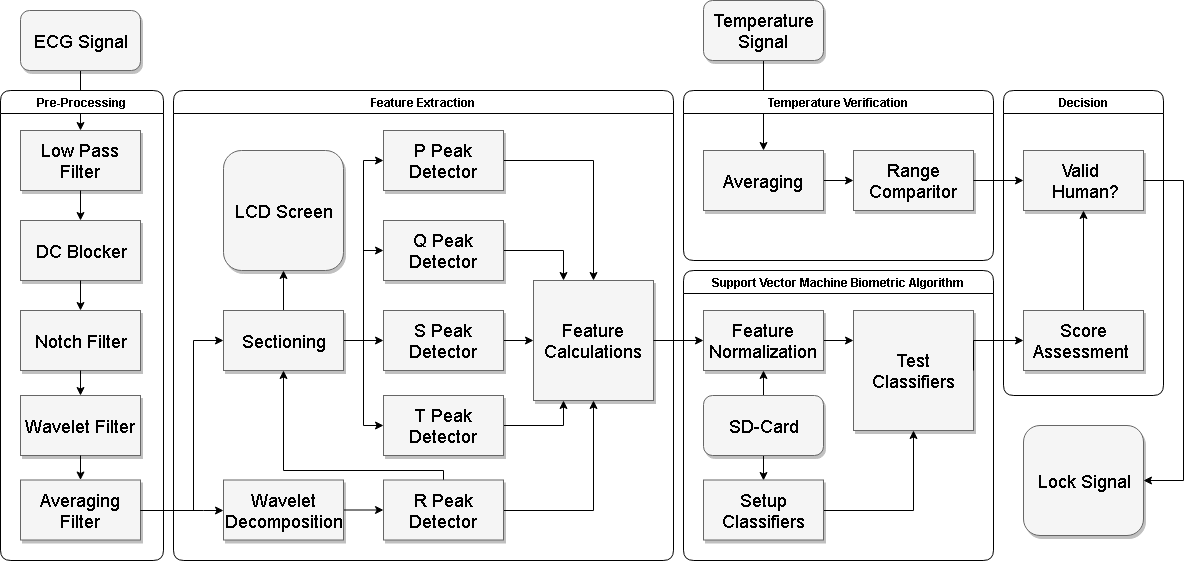 ECG Signal
Temperature
Signal
Pre-Processing
Low Pass
Filter
DC Blocker
Notch Filter
Wavelet Filter
Averaging
Filter
Feature Extraction
LCD Screen
Sectioning
Wavelet
Decomposition
P Peak
Detector
Q Peak
Detector
S Peak
Detector
T Peak
Detector
R Peak
Detector
Feature
Calculations
Temperature Verification
Averaging
Range
Comparitor
Support Vector Machine Biometric Algorithm
Feature
Normalization
SD-Card
Setup
Classifiers
Test
Classifiers
Decision
Valid
Human?
Score
Assessment
Lock Signal